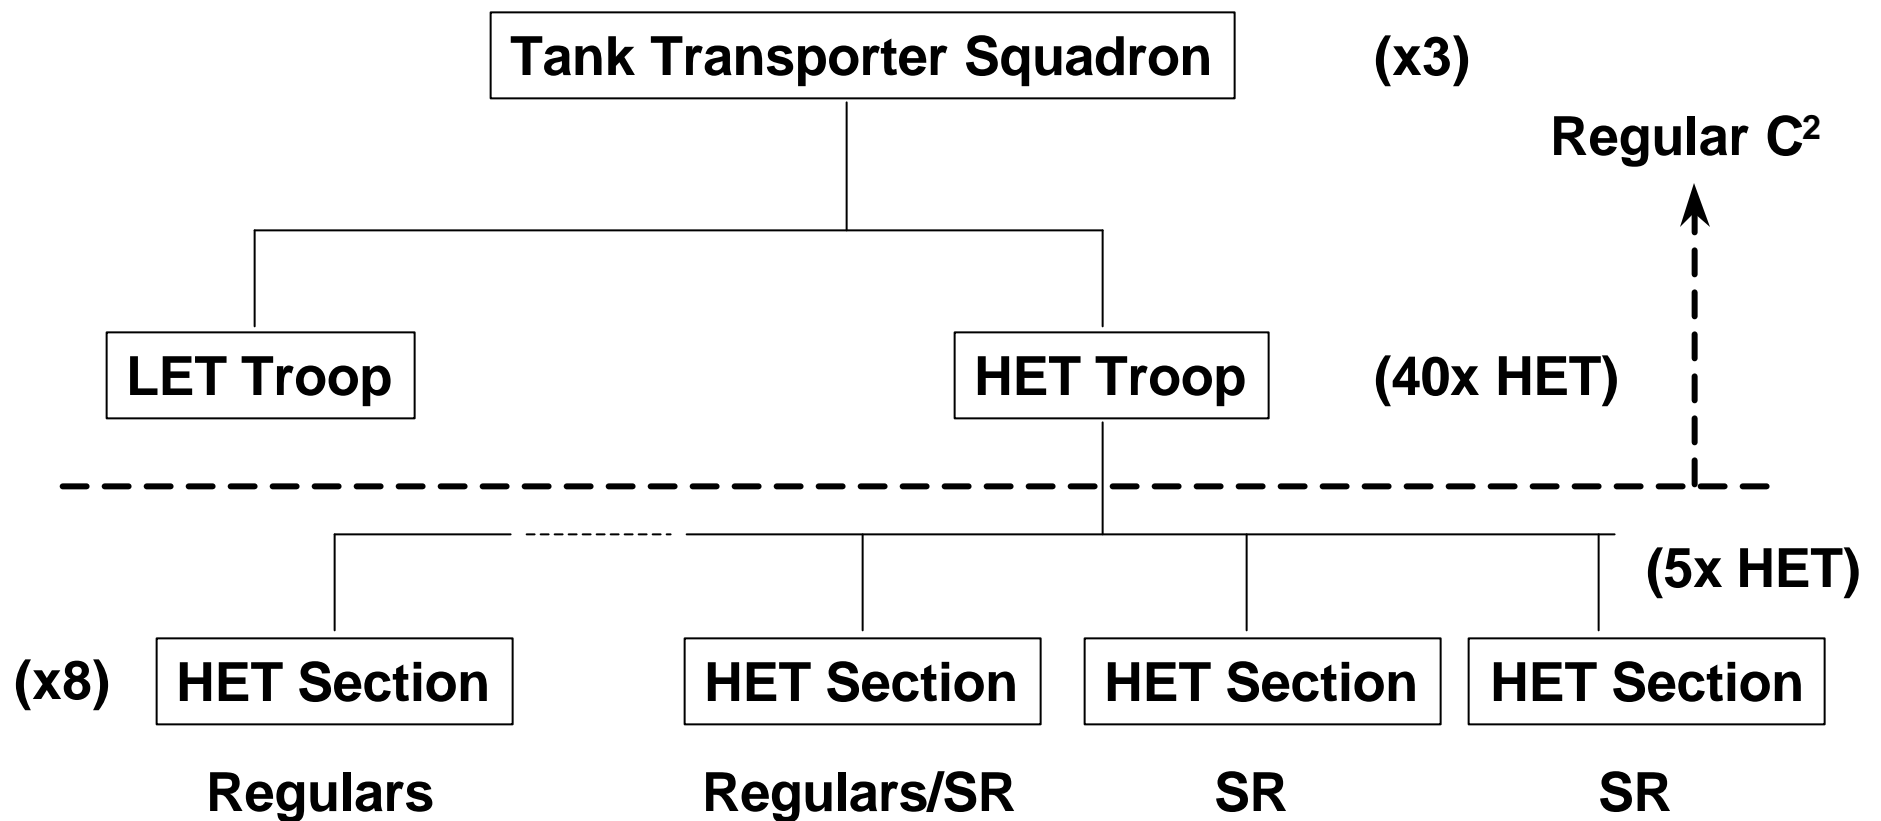 Tank Transporter Squadron (x3)
Regular C²
LET Troop HET Troop (40x HET)
(5x HET)
(x8) HET Section HET Section HET Section HET Section
Regulars Regulars/SR SR SR